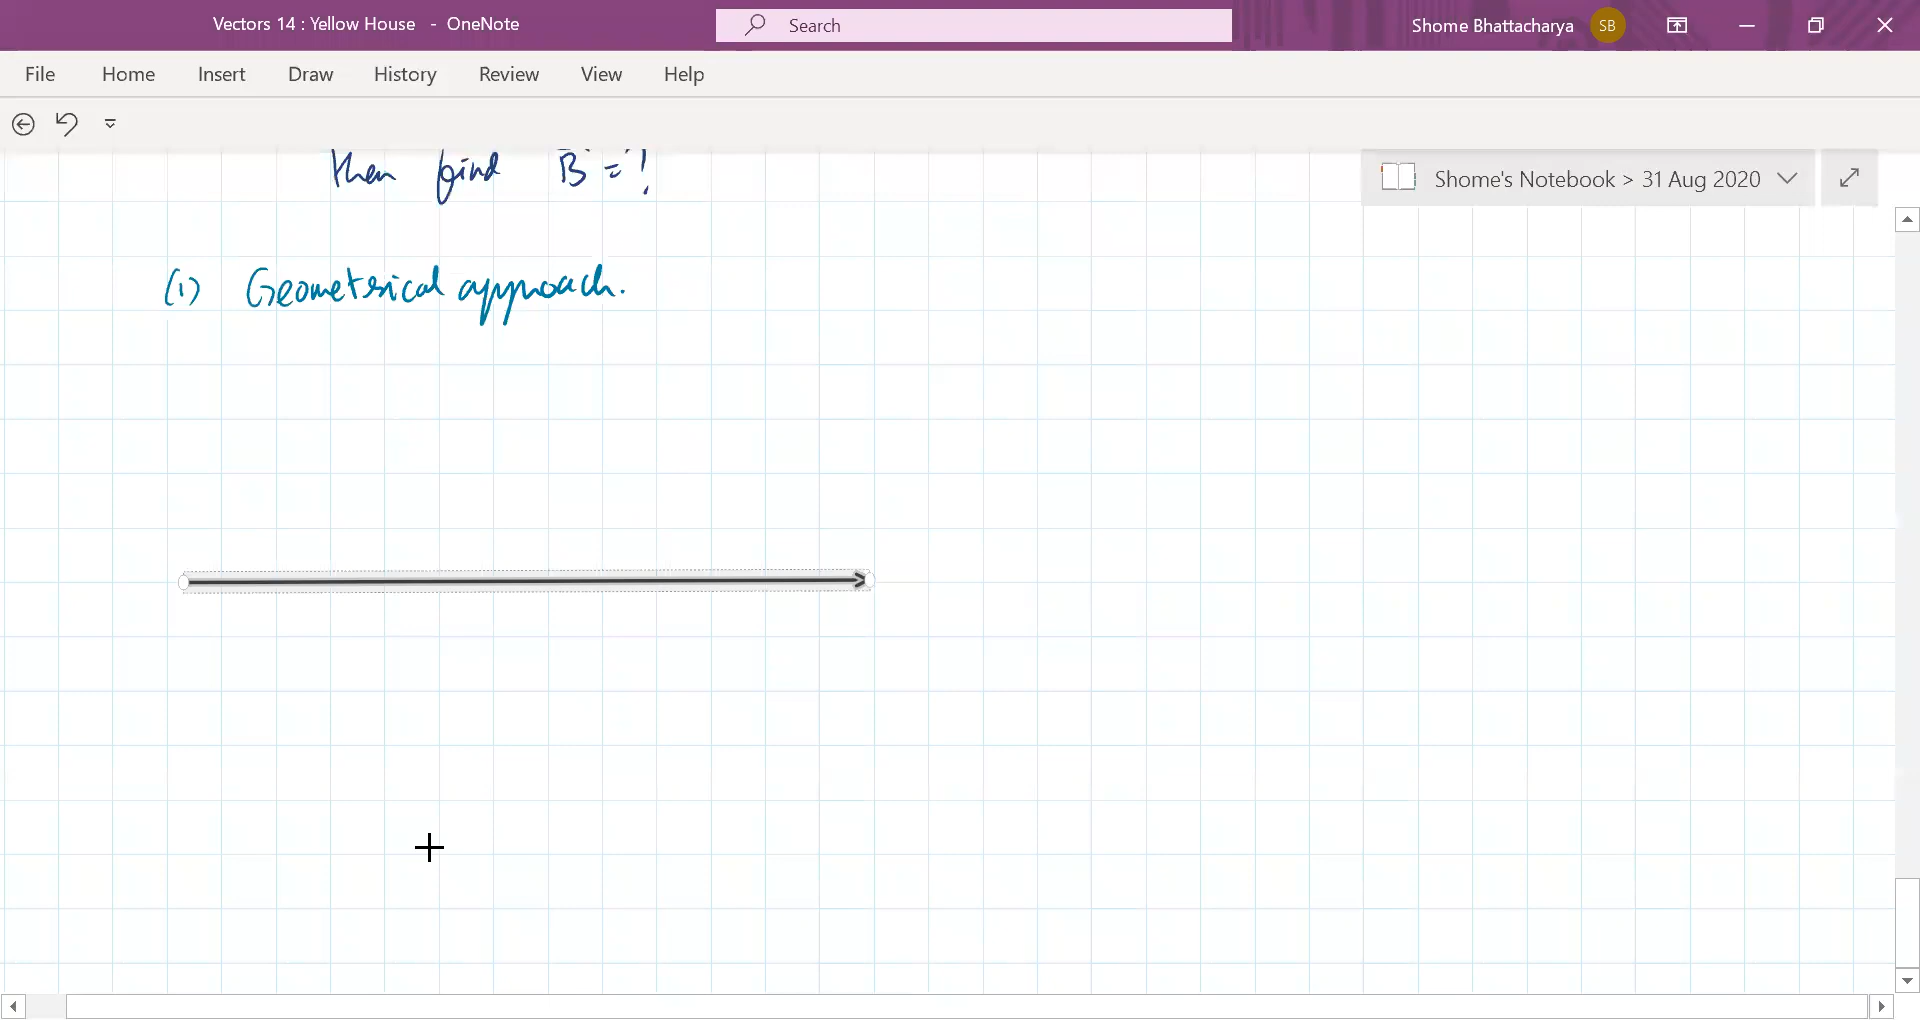 Vectors 14 : Yellow House - OneNote
Search
Shome Bhattacharya
SB
File Home Insert Draw History Review View Help
then find B = ?
Shome's Notebook > 31 Aug 2020
(1) Geometrical approach.